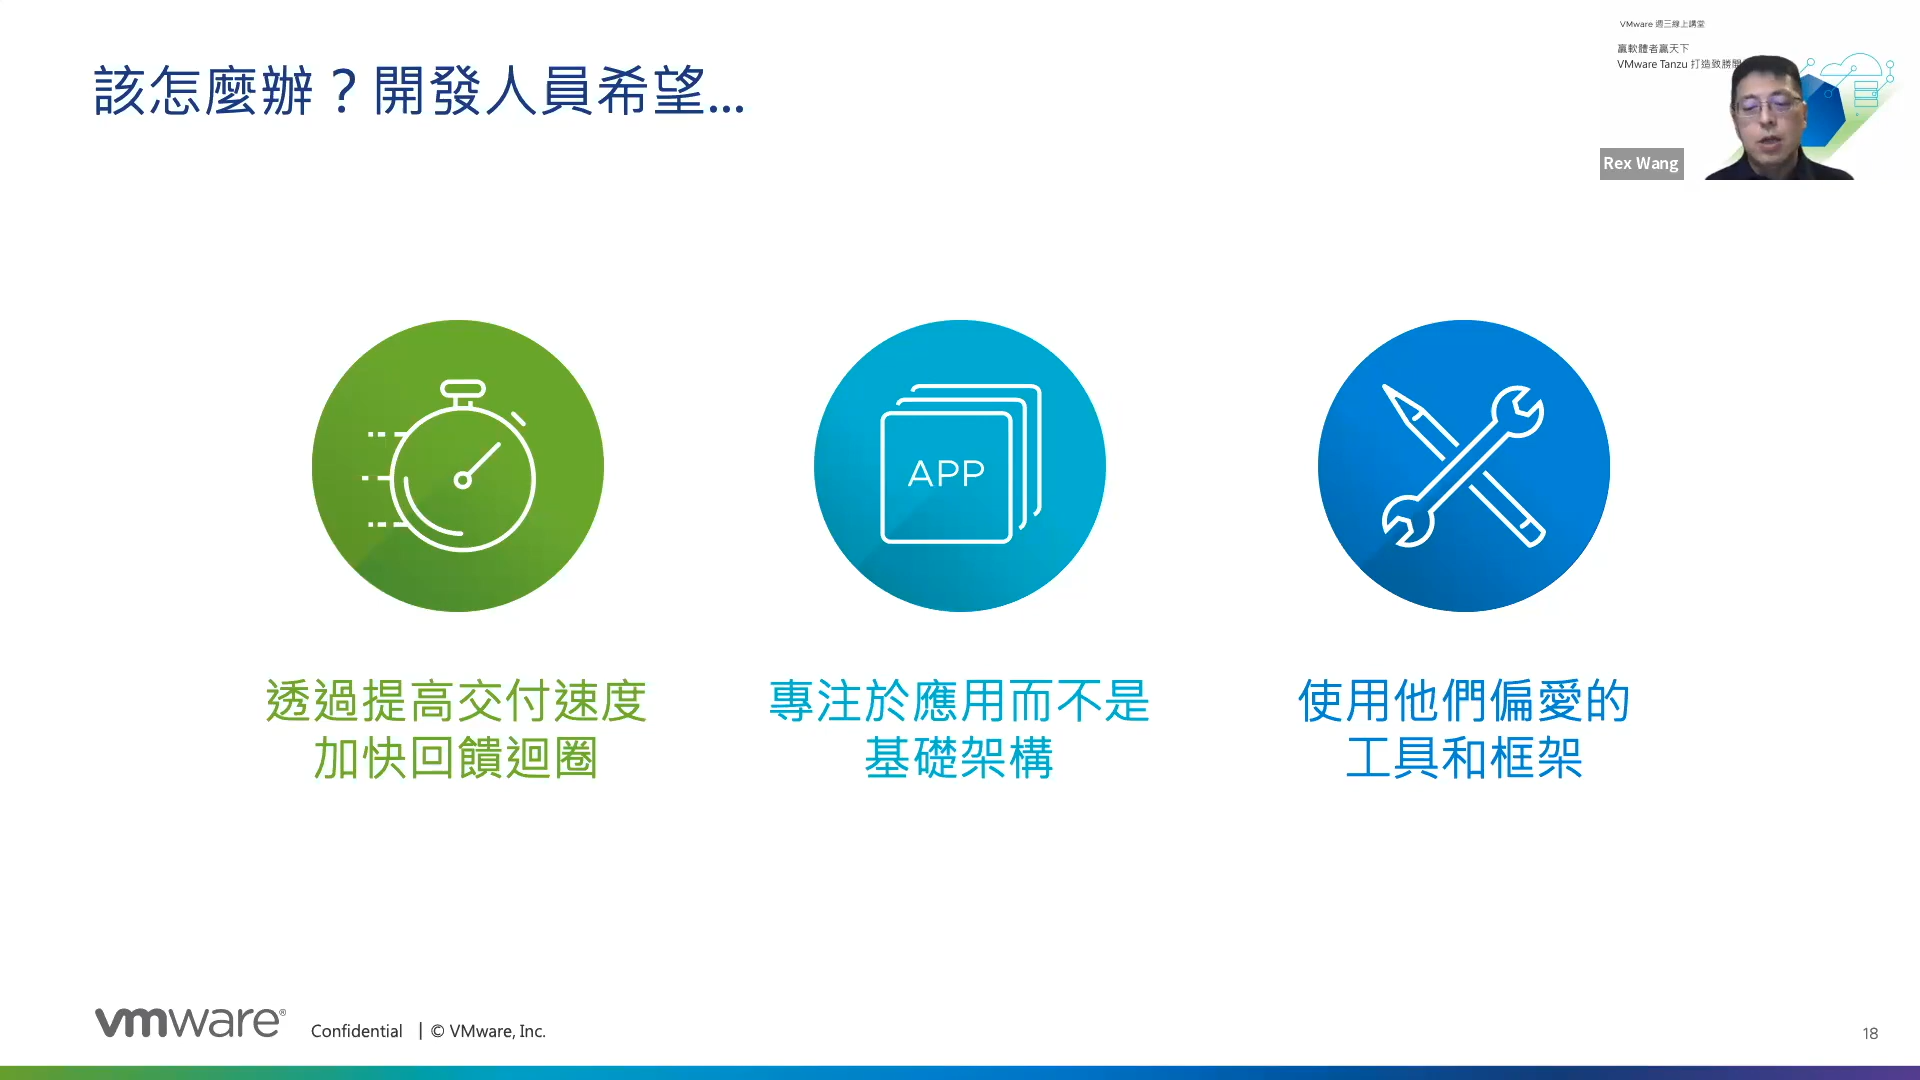 VMware 週三線上講堂
贏軟體者贏天下
VMware Tanzu 打造致勝開
Rex Wang
該怎麼辦？開發人員希望...
APP
透過提高交付速度
加快回饋迴圈
專注於應用而不是
基礎架構
使用他們偏愛的
工具和框架
vmware® Confidential | © VMware, Inc.
18